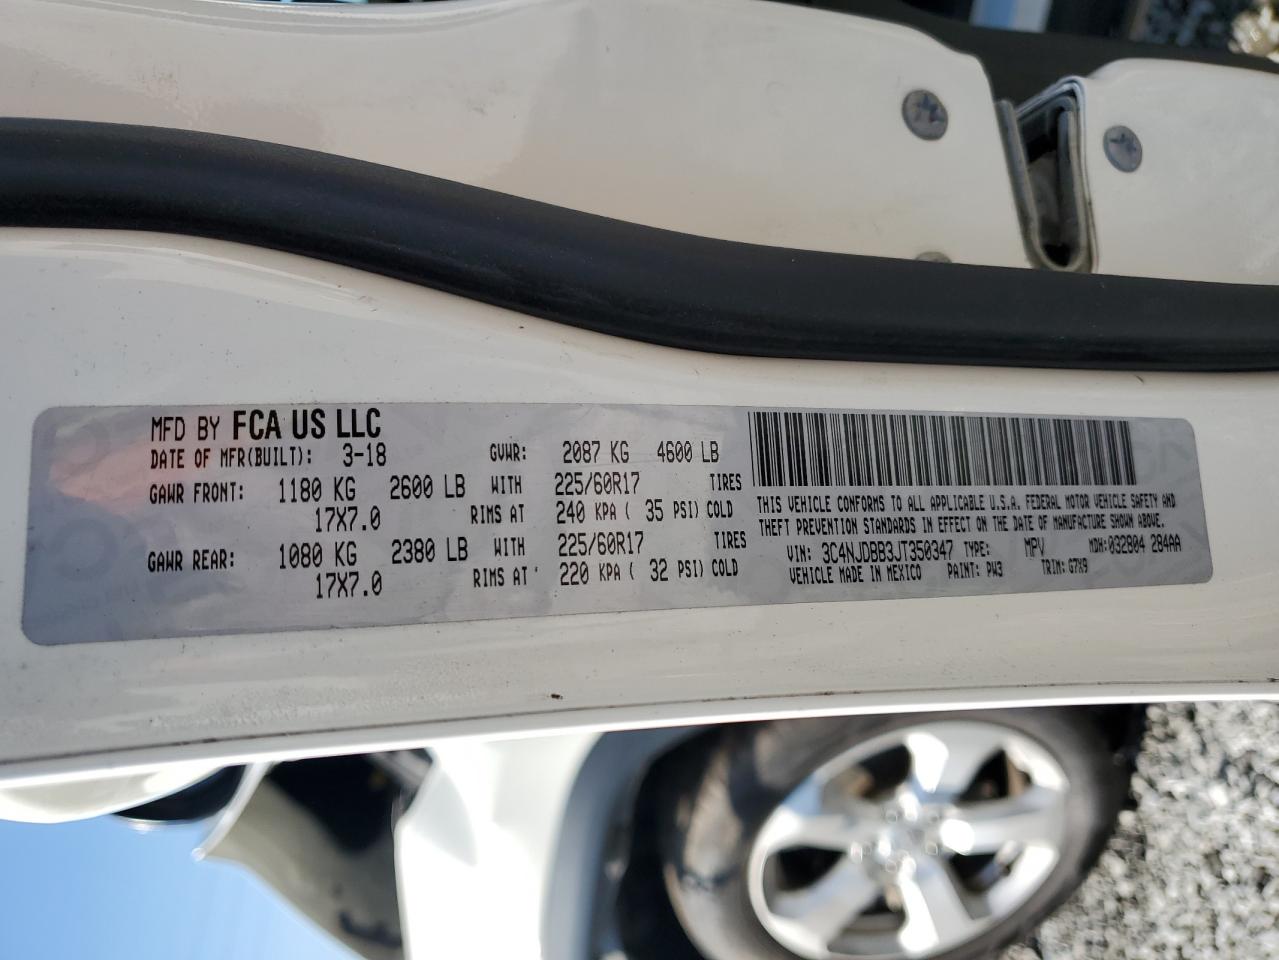 MFD BY FCA US LLC
DATE OF MFR(BUILT): 3-18 GVWR: 2087 KG 4600 LB
GAWR FRONT: 1180 KG 2600 LB WITH 225/60R17 TIRES
17X7.0 RIMS AT 240 KPA ( 35 PSI) COLD
GAWR REAR: 1080 KG 2380 LB WITH 225/60R17 TIRES
17X7.0 RIMS AT 220 KPA ( 32 PSI) COLD
THIS VEHICLE CONFORMS TO ALL APPLICABLE U.S.A. FEDERAL MOTOR VEHICLE SAFETY AND
THEFT PREVENTION STANDARDS IN EFFECT ON THE DATE OF MANUFACTURE SHOWN ABOVE.
VIN: 3C4NJDBB3JT350347 TYPE: MPV MDH: 032804 284AA
VEHICLE MADE IN MEXICO PAINT: PW3 TRIM: G7X9